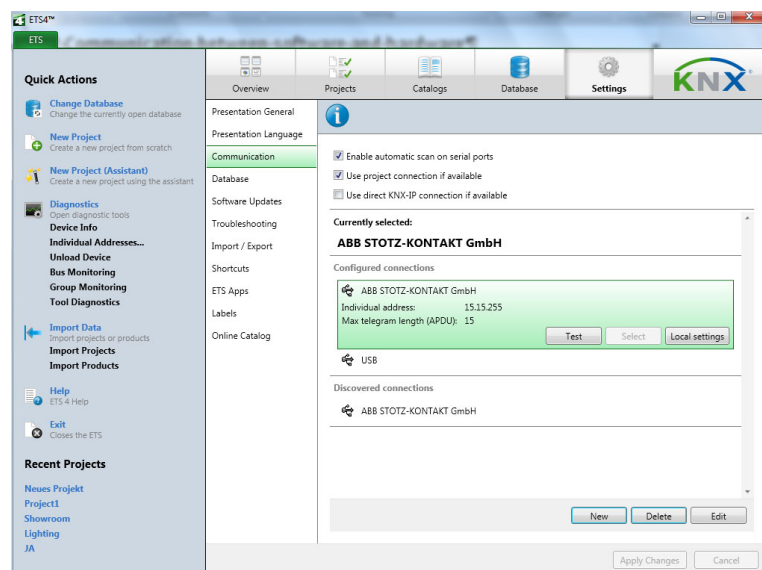 ETS4™
ETS
Communication between software and hardware
Quick Actions
Change Database
Change the currently open database
New Project
Create a new project from scratch
New Project (Assistant)
Create a new project using the assistant
Diagnostics
Open diagnostic tools
Device Info
Individual Addresses...
Unload Device
Bus Monitoring
Group Monitoring
Tool Diagnostics
Import Data
Import projects or products
Import Projects
Import Products
Help
ETS 4 Help
Exit
Closes the ETS
Recent Projects
Neues Projekt
Project1
Showroom
Lighting
JA
Overview
Projects
Catalogs
Database
Settings
KNX
Presentation General
Presentation Language
Communication
Database
Software Updates
Troubleshooting
Import / Export
Shortcuts
ETS Apps
Labels
Online Catalog
Enable automatic scan on serial ports
Use project connection if available
Use direct KNX-IP connection if available
Currently selected:
ABB STOTZ-KONTAKT GmbH
Configured connections
ABB STOTZ-KONTAKT GmbH
Individual address: 15.15.255
Max telegram length (APDU): 15
Test Select Local settings
USB
Discovered connections
ABB STOTZ-KONTAKT GmbH
New Delete Edit
Apply Changes Cancel